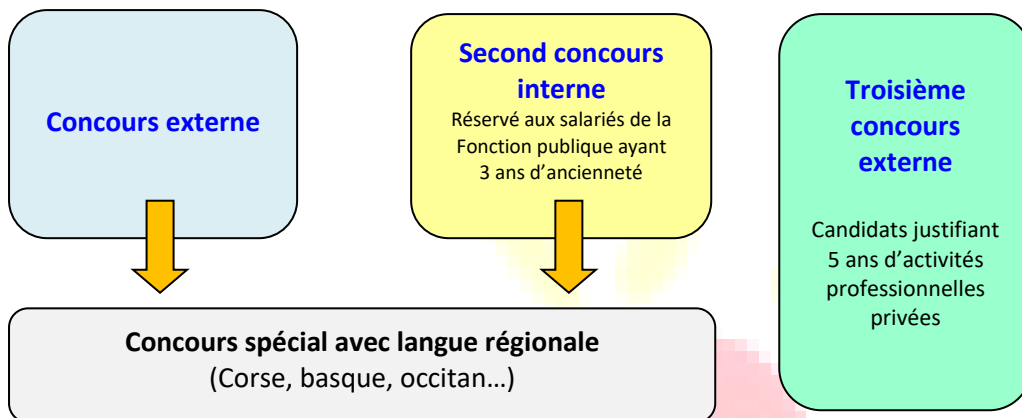 Concours externe
Second concours
interne
Réservé aux salariés de la
Fonction publique ayant
3 ans d'ancienneté
Troisième
concours
externe
Candidats justifiant
5 ans d'activités
professionnelles
privées
Concours spécial avec langue régionale
(Corse, basque, occitan…)